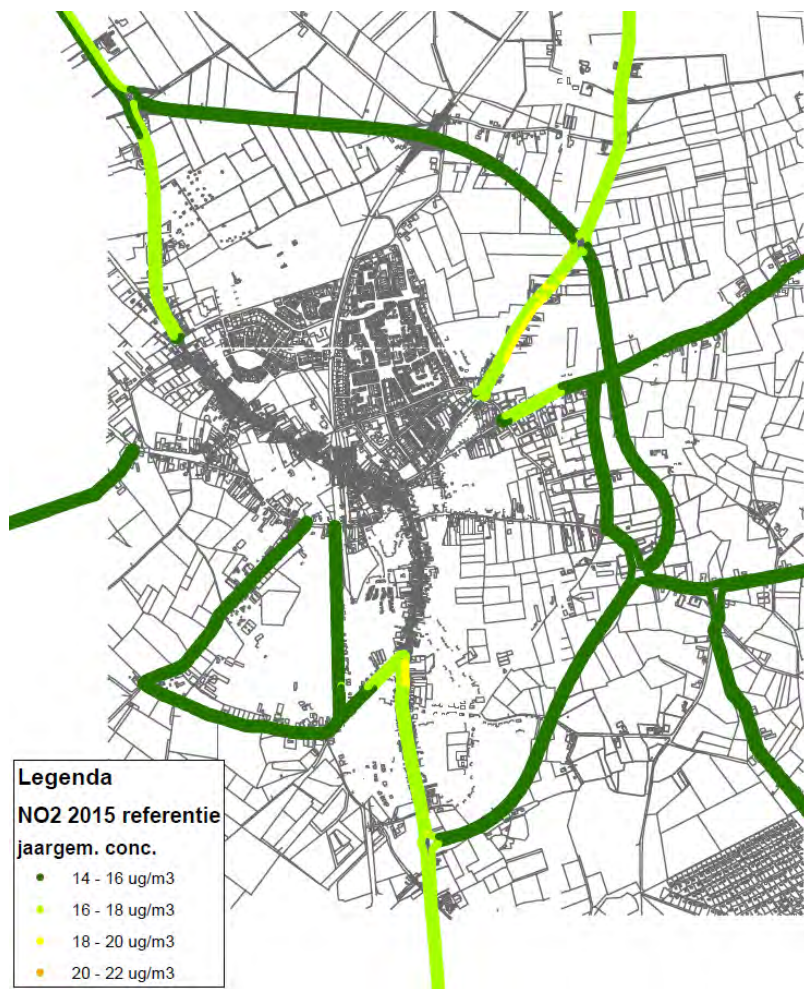 Legenda
NO2 2015 referentie
jaargem. conc.
14 - 16 ug/m3
16 - 18 ug/m3
18 - 20 ug/m3
20 - 22 ug/m3